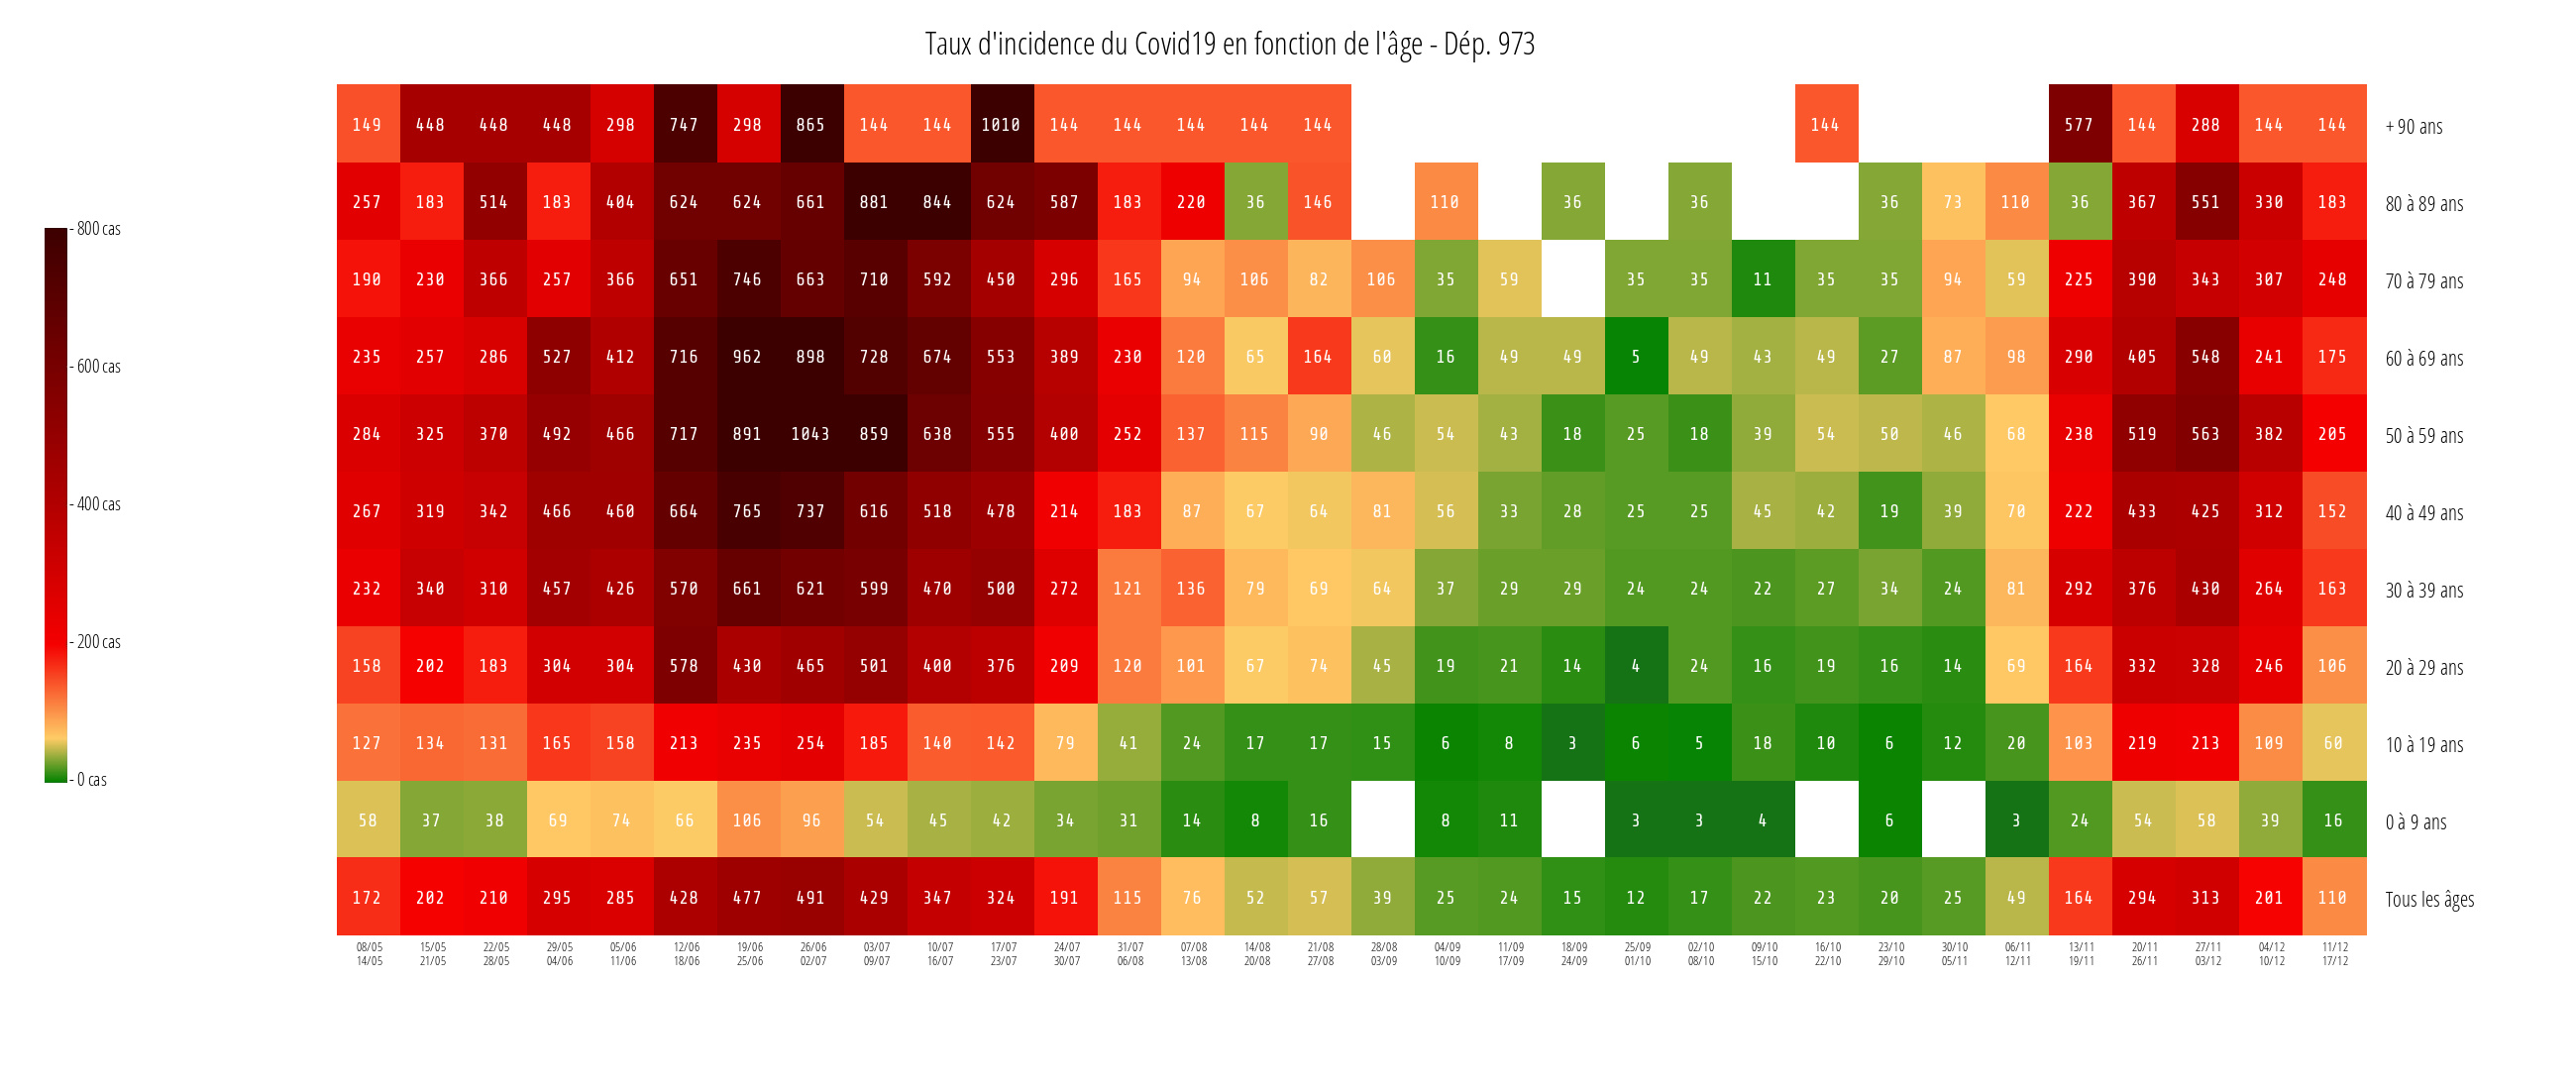 Taux d'incidence du Covid19 en fonction de l'âge - Dép. 973
- 800 cas
- 600 cas
- 400 cas
- 200 cas
- 0 cas
149 448 448 448 298 747 298 865 144 144 1010 144 144 144 144 144 144 577 144 288 144 144 + 90 ans
257 183 514 183 404 624 624 661 881 844 624 587 183 220 36 146 110 36 36 36 73 110 36 367 551 330 183 80 à 89 ans
190 230 366 257 366 651 746 663 710 592 450 296 165 94 106 82 106 35 59 35 35 11 35 35 94 59 225 390 343 307 248 70 à 79 ans
235 257 286 527 412 716 962 898 728 674 553 389 230 120 65 164 60 16 49 49 5 49 43 49 27 87 98 290 405 548 241 175 60 à 69 ans
284 325 370 492 466 717 891 1043 859 638 555 400 252 137 115 90 46 54 43 18 25 18 39 54 50 46 68 238 519 563 382 205 50 à 59 ans
267 319 342 466 460 664 765 737 616 518 478 214 183 87 67 64 81 56 33 28 25 25 45 42 19 39 70 222 433 425 312 152 40 à 49 ans
232 340 310 457 426 570 661 621 599 470 500 272 121 136 79 69 64 37 29 29 24 24 22 27 34 24 81 292 376 430 264 163 30 à 39 ans
158 202 183 304 304 578 430 465 501 400 376 209 120 101 67 74 45 19 21 14 4 24 16 19 16 14 69 164 332 328 246 106 20 à 29 ans
127 134 131 165 158 213 235 254 185 140 142 79 41 24 17 17 15 6 8 3 6 5 18 10 6 12 20 103 219 213 109 60 10 à 19 ans
58 37 38 69 74 66 106 96 54 45 42 34 31 14 8 16 8 11 3 3 4 6 3 24 54 58 39 16 0 à 9 ans
172 202 210 295 285 428 477 491 429 347 324 191 115 76 52 57 39 25 24 15 12 17 22 23 20 25 49 164 294 313 201 110 Tous les âges
08/05 15/05 22/05 29/05 05/06 12/06 19/06 26/06 03/07 10/07 17/07 24/07 31/07 07/08 14/08 21/08 28/08 04/09 11/09 18/09 25/09 02/10 09/10 16/10 23/10 30/10 06/11 13/11 20/11 27/11 04/12 11/12
14/05 21/05 28/05 04/06 11/06 18/06 25/06 02/07 09/07 16/07 23/07 30/07 06/08 13/08 20/08 27/08 03/09 10/09 17/09 24/09 01/10 08/10 15/10 22/10 29/10 05/11 12/11 19/11 26/11 03/12 10/12 17/12